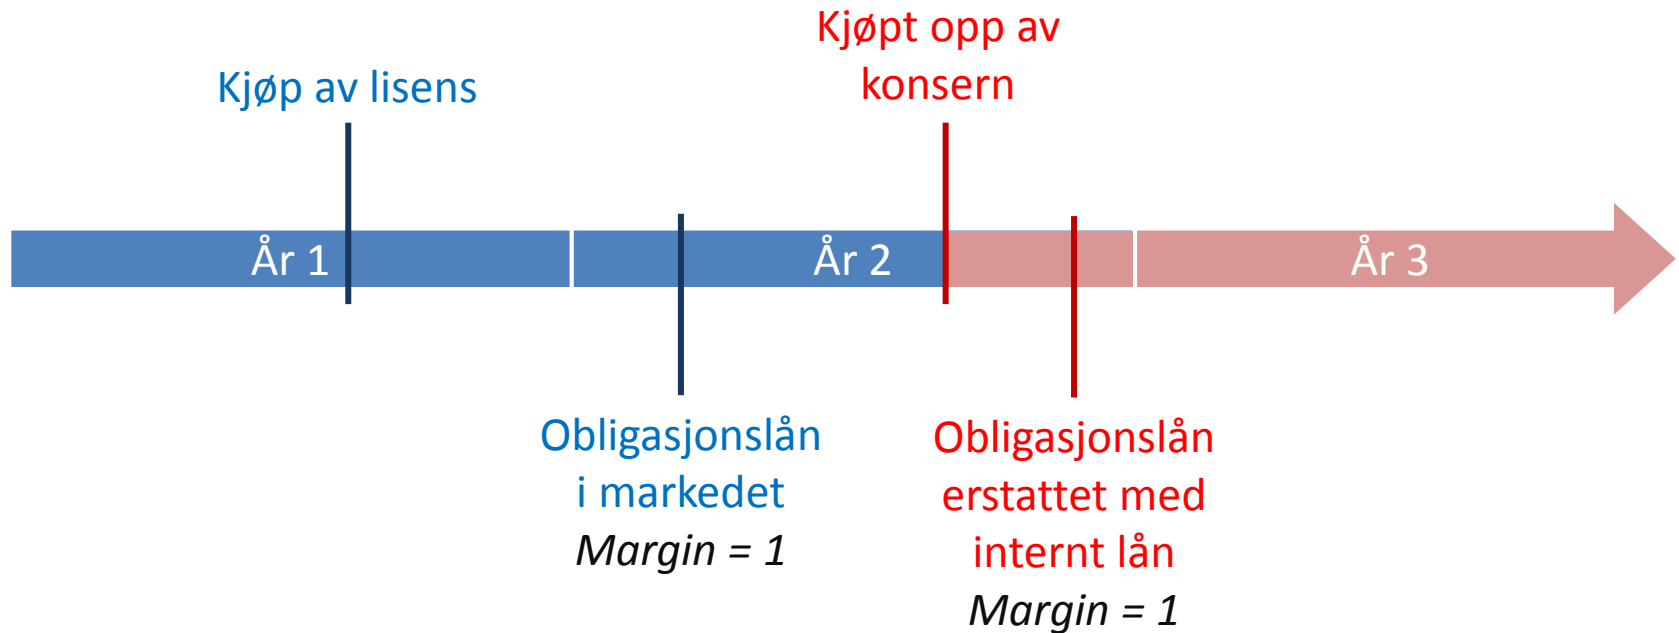 Kjøpt opp av
konsern
Kjøp av lisens
År 1
År 2
År 3
Obligasjonslån
i markedet
Margin = 1
Obligasjonslån
erstattet med
internt lån
Margin = 1